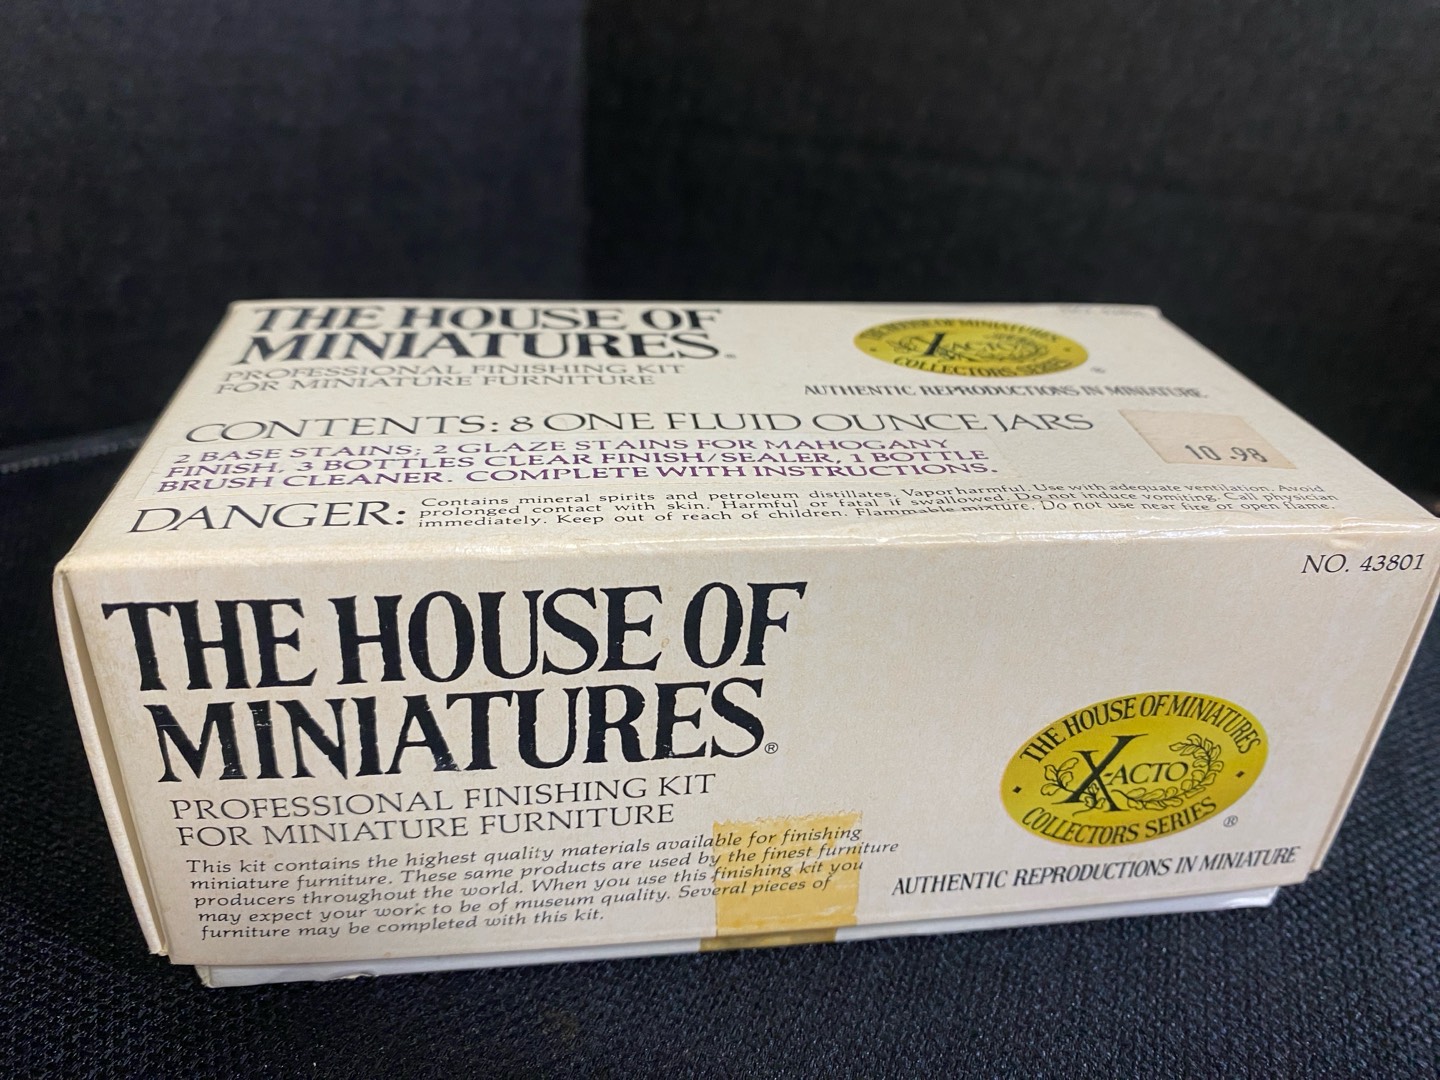 THE HOUSE OF
MINIATURES®
PROFESSIONAL FINISHING KIT
FOR MINIATURE FURNITURE
THE HOUSE OF MINIATURES
X-ACTO
COLLECTORS SERIES
®
AUTHENTIC REPRODUCTIONS IN MINIATURE
CONTENTS: 8 ONE FLUID OUNCE JARS
2 BASE STAINS; 2 GLAZE STAINS FOR MAHOGANY
FINISH, 3 BOTTLES CLEAR FINISH/SEALER, 1 BOTTLE
BRUSH CLEANER. COMPLETE WITH INSTRUCTIONS.
10.98
DANGER:
Contains mineral spirits and petroleum distillates. Vapor harmful. Use with adequate ventilation. Avoid
prolonged contact with skin. Harmful or fatal if swallowed. Do not induce vomiting. Call physician
immediately. Keep out of reach of children. Flammable mixture. Do not use near fire or open flame.
NO. 43801
THE HOUSE OF
MINIATURES®
PROFESSIONAL FINISHING KIT
FOR MINIATURE FURNITURE
This kit contains the highest quality materials available for finishing
miniature furniture. These same products are used by the finest furniture
producers throughout the world. When you use this finishing kit you
may expect your work to be of museum quality. Several pieces of
furniture may be completed with this kit.
THE HOUSE OF MINIATURES
X-ACTO
COLLECTORS SERIES
®
AUTHENTIC REPRODUCTIONS IN MINIATURE